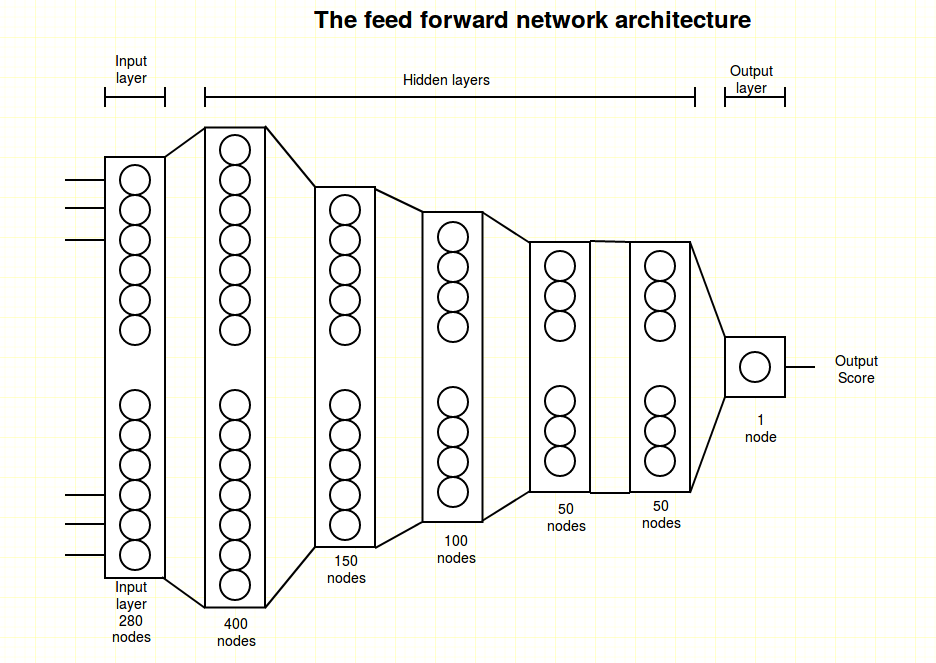 The feed forward network architecture
Input
layer
Hidden layers
Output
layer
Output
Score
1
node
50
nodes
50
nodes
100
nodes
150
nodes
Input
layer
280
nodes
400
nodes